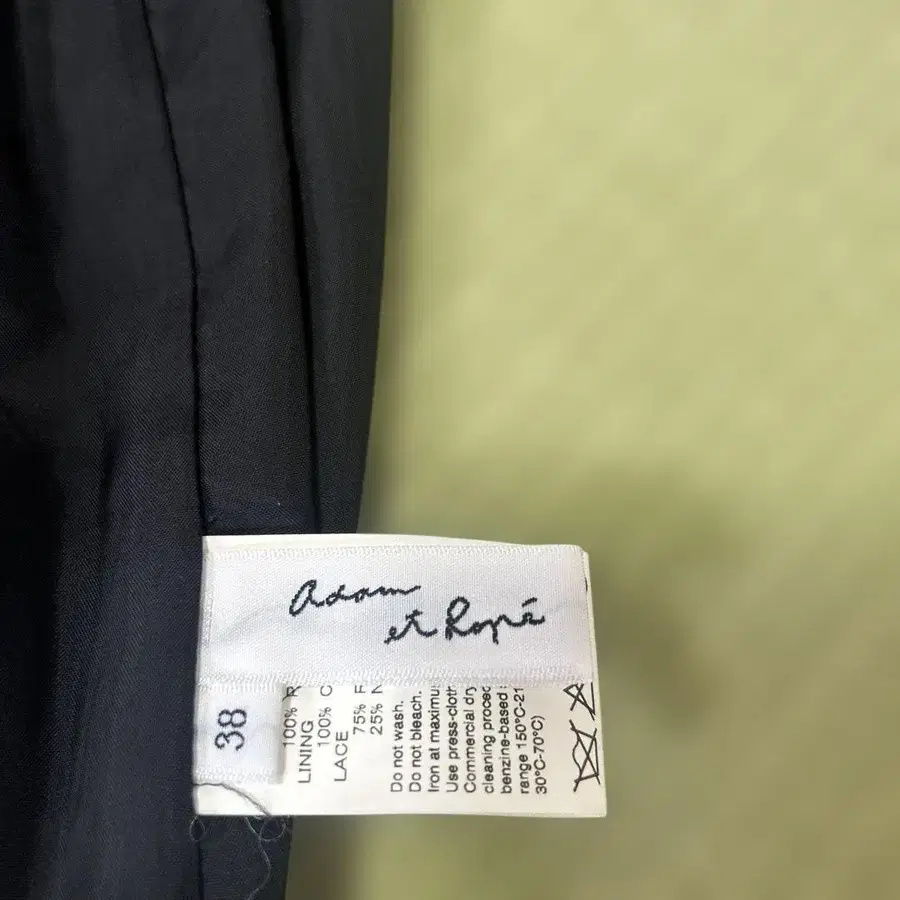 Adam
et Ropé
38
100% R
LINING
100% C
LACE
75% F
25% N
Do not wash.
Do not bleach.
Iron at maximu
Use press-cloth
Commercial dry
cleaning proced
benzine-based
range 150°C-21
30°C-70°C)